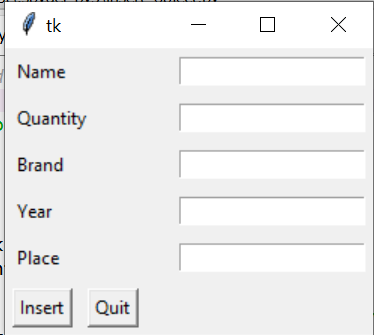 tk
Name
Quantity
Brand
Year
Place
Insert Quit